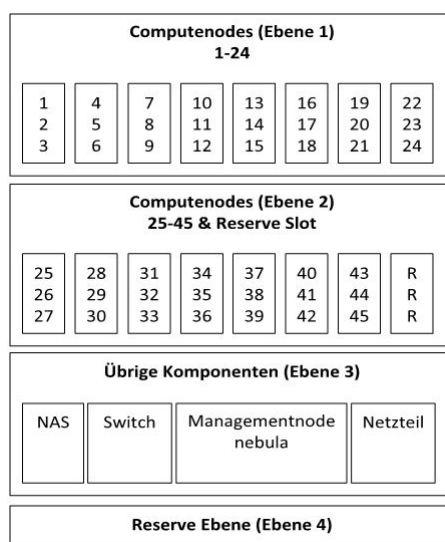 Computenodes (Ebene 1)
1-24
1 4 7 10 13 16 19 22
2 5 8 11 14 17 20 23
3 6 9 12 15 18 21 24
Computenodes (Ebene 2)
25-45 & Reserve Slot
25 28 31 34 37 40 43 R
26 29 32 35 38 41 44 R
27 30 33 36 39 42 45 R
Übrige Komponenten (Ebene 3)
NAS Switch Managementnode Netzteil
nebula
Reserve Ebene (Ebene 4)